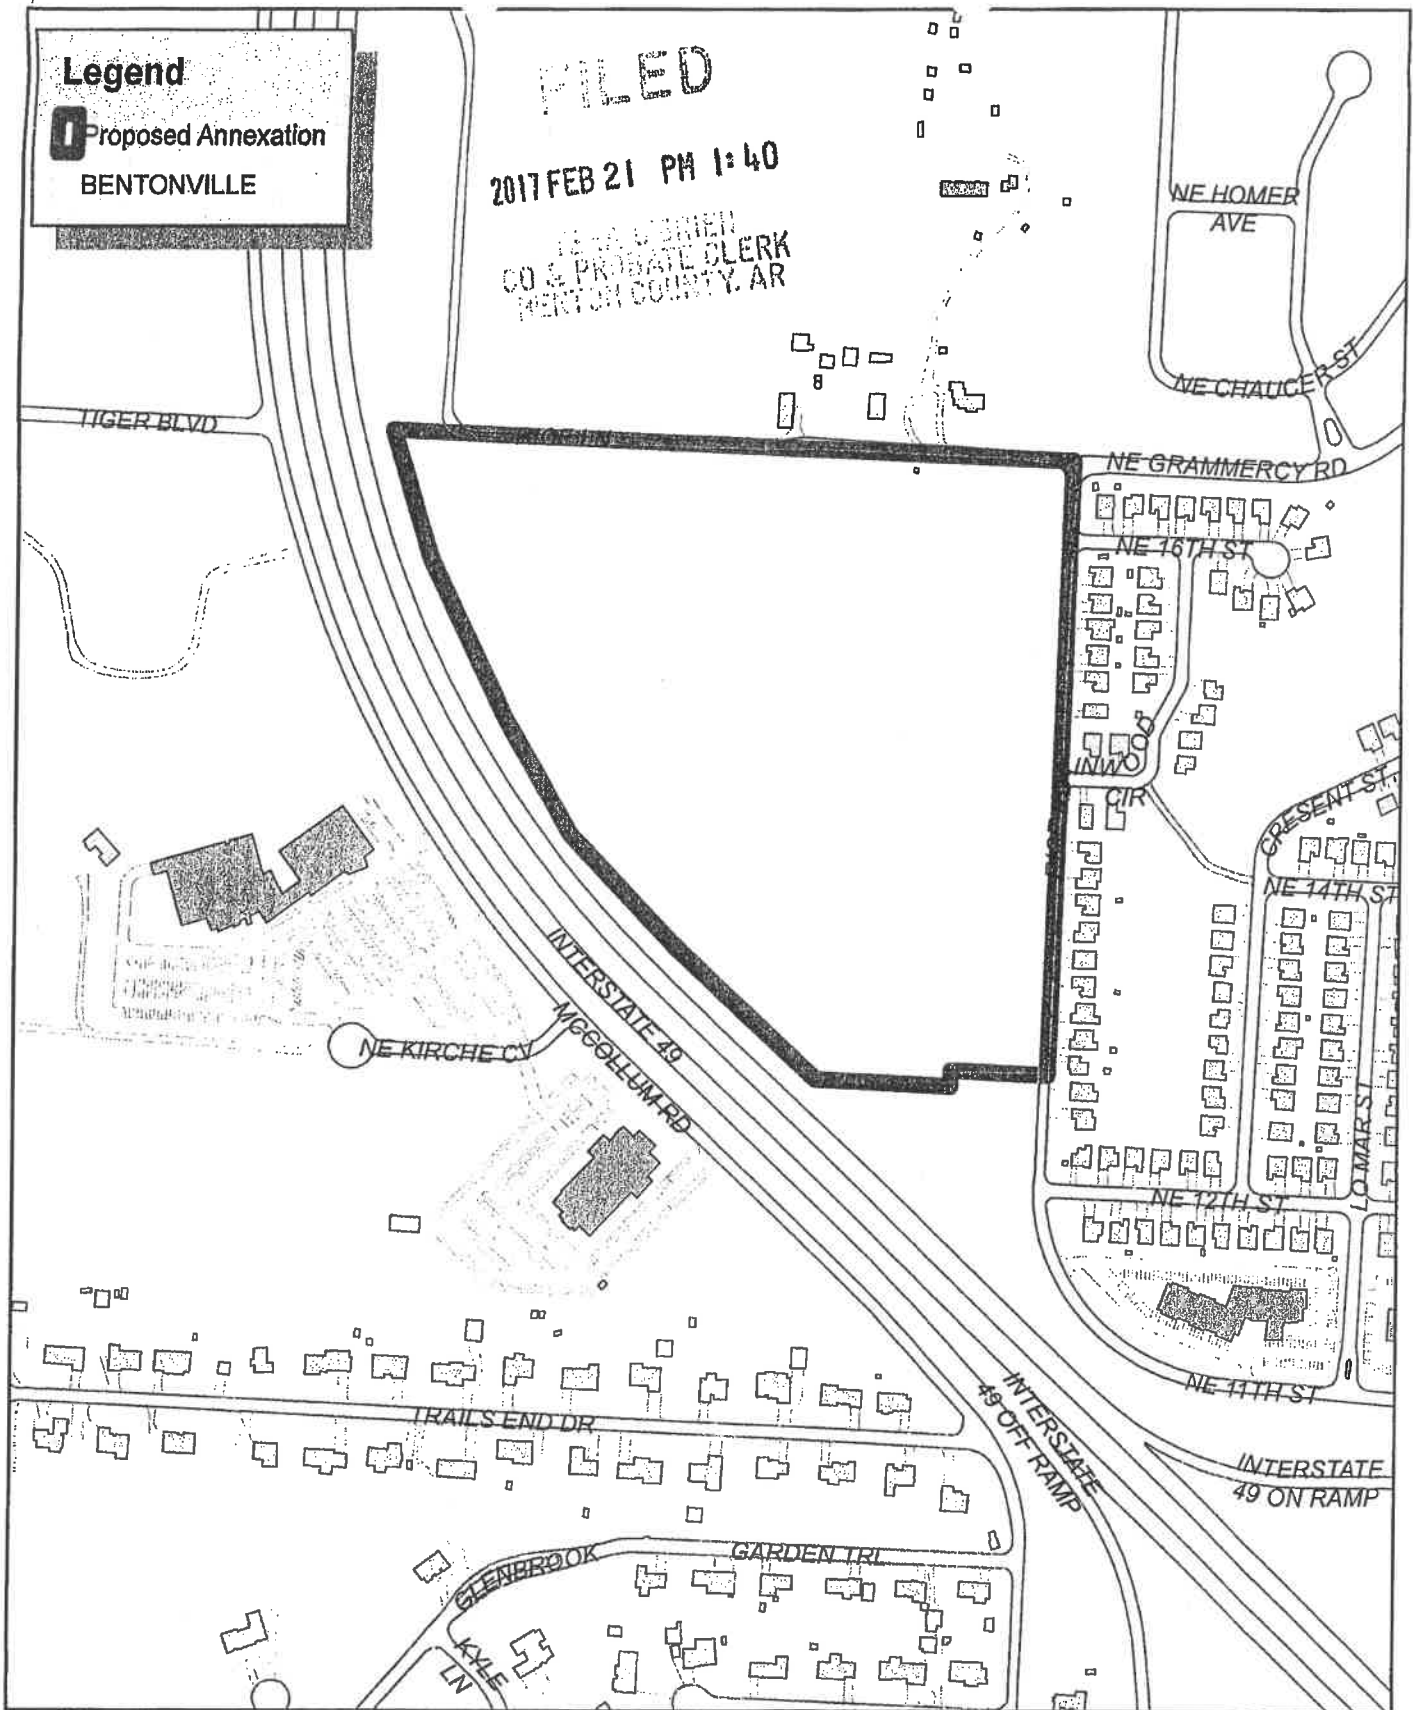 Legend
Proposed Annexation
BENTONVILLE
FILED
2017 FEB 21 PM 1:40
CO & PROBATE CLERK
BENTON COUNTY, AR
NE HOMER
AVE
NE CHAUCER ST
TIGER BLVD
NE GRAMMERCY RD
NE 16TH ST
INWOOD
CIR
CRESENT ST
NE 14TH ST
INTERSTATE 49
MCCOLLUM RD
NE KIRCHE CV
LOMAR ST
NE 12TH ST
NE 11TH ST
INTERSTATE
49 OFF RAMP
TRAILS END DR
INTERSTATE
49 ON RAMP
GLENBROOK
GARDEN TRL
KYLE
LN